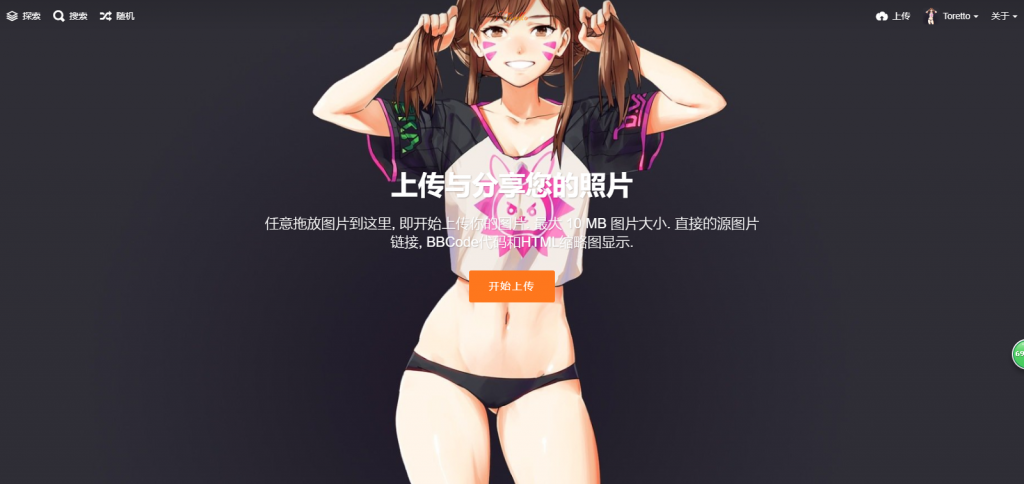 探索 搜索 随机 上传 Toretto 关于
上传与分享您的照片
任意拖放图片到这里, 即开始上传你的图片. 最大 10 MB 图片大小. 直接的源图片
链接, BBCode代码和HTML缩略图显示.
开始上传
69